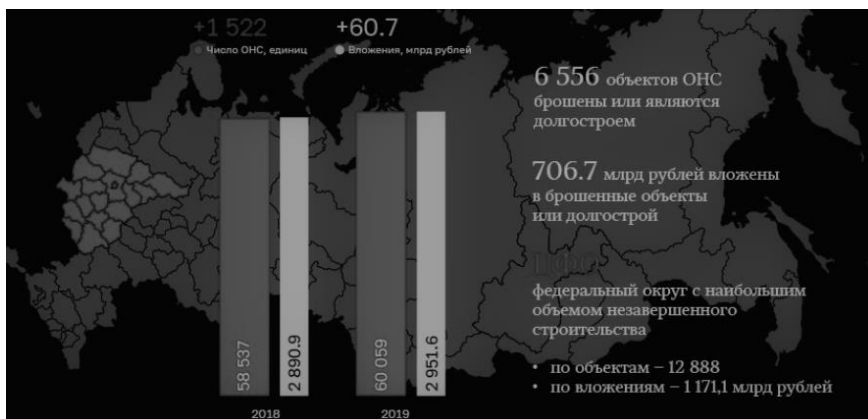 +1 522
Число ОНС, единиц
+60.7
Вложения, млрд рублей
58 537
2 890.9
2018
60 059
2 951.6
2019
6 556 объектов ОНС
брошены или являются
долгостроем
706.7 млрд рублей вложены
в брошенные объекты
или долгострой
ЦФО
федеральный округ с наибольшим
объемом незавершенного
строительства
• по объектам – 12 888
• по вложениям – 1 171,1 млрд рублей